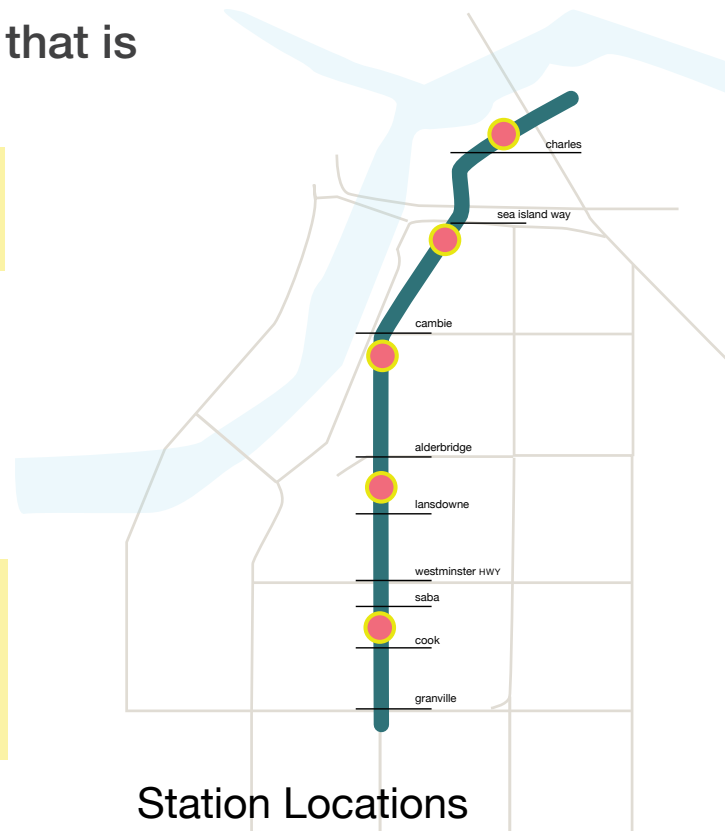 that is
charles
sea island way
cambie
alderbridge
lansdowne
westminster HWY
saba
cook
granville
Station Locations